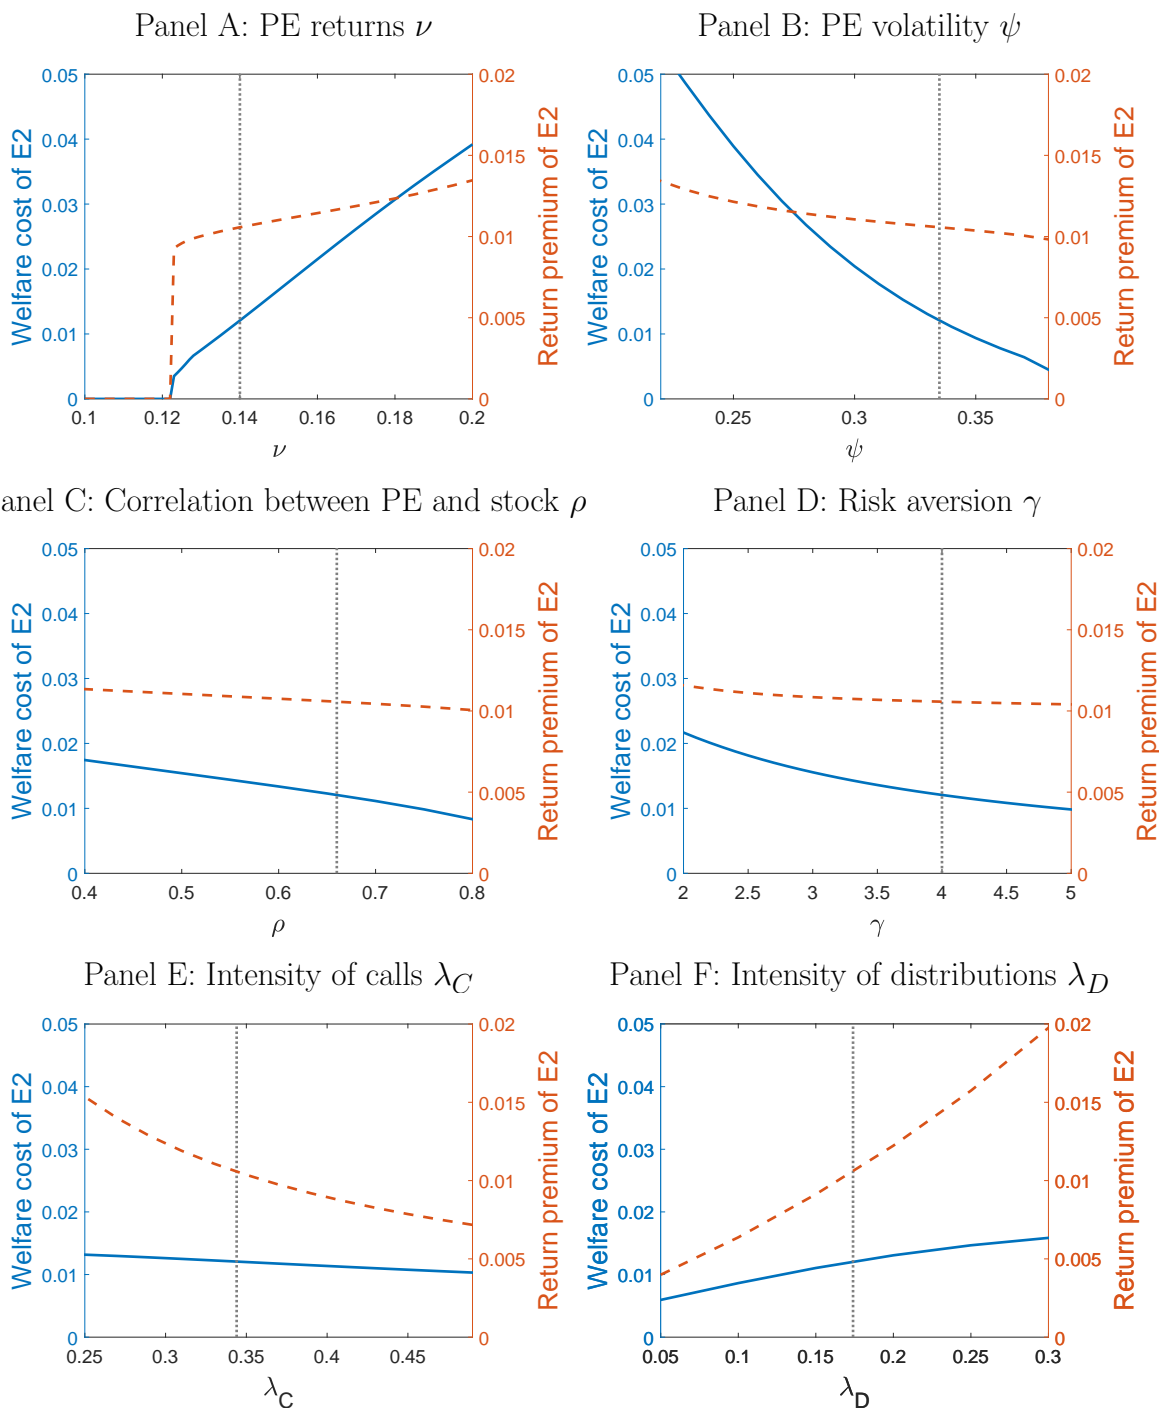 Panel A: PE returns ν
Welfare cost of E2
0.05
0.04
0.03
0.02
0.01
0
0.02
0.015
0.01
0.005
0
Return premium of E2
0.1 0.12 0.14 0.16 0.18 0.2
ν
Panel B: PE volatility ψ
Welfare cost of E2
0.05
0.04
0.03
0.02
0.01
0
0.02
0.015
0.01
0.005
0
Return premium of E2
0.25 0.3 0.35
ψ
anel C: Correlation between PE and stock ρ
Welfare cost of E2
0.05
0.04
0.03
0.02
0.01
0
0.02
0.015
0.01
0.005
0
Return premium of E2
0.4 0.5 0.6 0.7 0.8
ρ
Panel D: Risk aversion γ
Welfare cost of E2
0.05
0.04
0.03
0.02
0.01
0
0.02
0.015
0.01
0.005
0
Return premium of E2
2 2.5 3 3.5 4 4.5 5
γ
Panel E: Intensity of calls λC
Welfare cost of E2
0.05
0.04
0.03
0.02
0.01
0
0.02
0.015
0.01
0.005
0
Return premium of E2
0.25 0.3 0.35 0.4 0.45
λC
Panel F: Intensity of distributions λD
Welfare cost of E2
0.05
0.04
0.03
0.02
0.01
0
0.02
0.015
0.01
0.005
0
Return premium of E2
0.05 0.1 0.15 0.2 0.25 0.3
λD